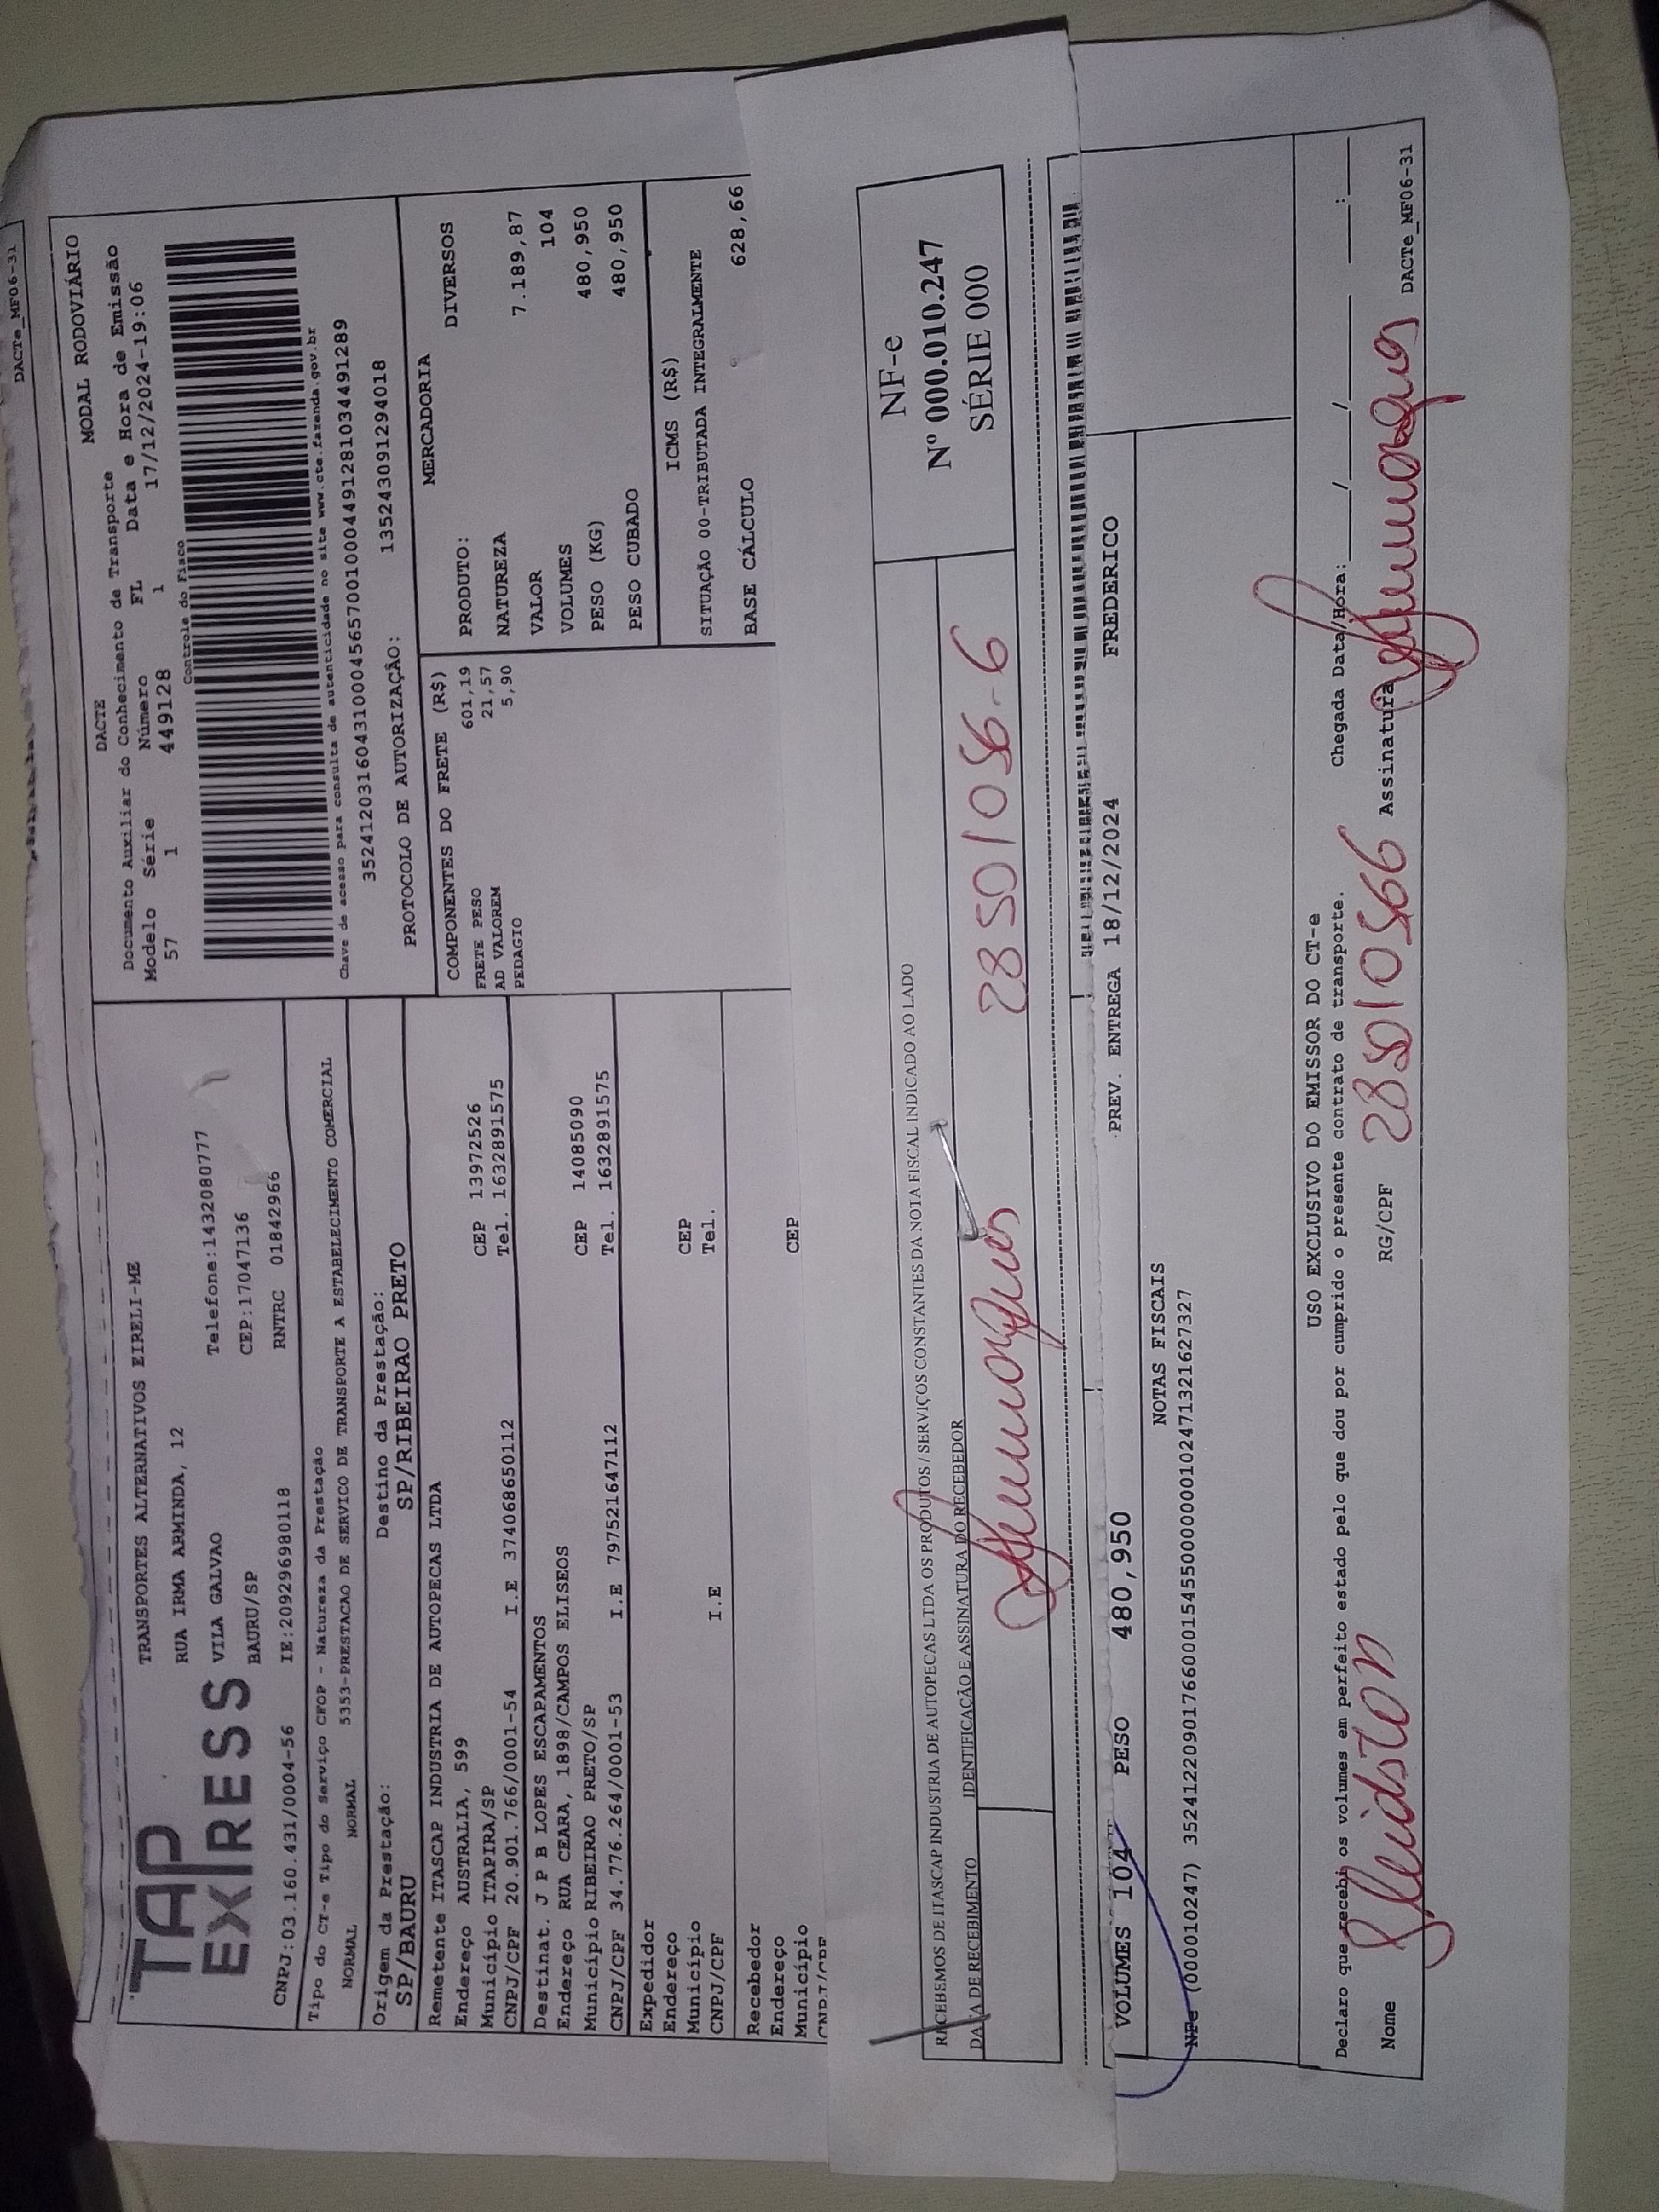 DACTe_MF06-31
TAP
EXPRESS
TRANSPORTES ALTERNATIVOS EIRELI-ME
RUA IRMA ARMINDA, 12
VILA GALVAO Telefone:1432080777
BAURU/SP CEP:17047136
CNPJ:03.160.431/0004-56 IE:209296980118 RNTRC 01842966
DACTE MODAL RODOVIÁRIO
Documento Auxiliar do Conhecimento de Transporte
Modelo Série Número FL Data e Hora de Emissão
57 1 449128 1 17/12/2024-19:06
Controle do Fisco
Chave de acesso para consulta de autenticidade no site www.cte.fazenda.gov.br
35241203160431000456570010004491281034491289
PROTOCOLO DE AUTORIZAÇÃO: 135243091294018
Tipo do CT-e Tipo do Serviço CFOP - Natureza da Prestação
NORMAL NORMAL 5353-PRESTACAO DE SERVICO DE TRANSPORTE A ESTABELECIMENTO COMERCIAL
Origem da Prestação: Destino da Prestação:
SP/BAURU SP/RIBEIRAO PRETO
Remetente ITASCAP INDUSTRIA DE AUTOPECAS LTDA
Endereço AUSTRALIA, 599
Município ITAPIRA/SP CEP 13972526
CNPJ/CPF 20.901.766/0001-54 I.E 374068650112 Tel. 1632891575
Destinat. J P B LOPES ESCAPAMENTOS
Endereço RUA CEARA, 1898/CAMPOS ELISEOS
Município RIBEIRAO PRETO/SP CEP 14085090
CNPJ/CPF 34.776.264/0001-53 I.E 797521647112 Tel. 1632891575
Expedidor
Endereço
Município CEP
CNPJ/CPF I.E Tel.
Recebedor
Endereço
Município CEP
CNPJ/CPF
COMPONENTES DO FRETE (R$)
FRETE PESO 601,19
AD VALOREM 21,57
PEDAGIO 5,90
MERCADORIA
PRODUTO: DIVERSOS
NATUREZA
VALOR 7.189,87
VOLUMES 104
PESO (KG) 480,950
PESO CUBADO 480,950
ICMS (R$)
SITUAÇÃO 00-TRIBUTADA INTEGRALMENTE
BASE CÁLCULO 628,66
RECEBEMOS DE ITASCAP INDUSTRIA DE AUTOPECAS LTDA OS PRODUTOS / SERVIÇOS CONSTANTES DA NOTA FISCAL INDICADO AO LADO
DATA DE RECEBIMENTO IDENTIFICAÇÃO E ASSINATURA DO RECEBEDOR
28501056-6
NF-e
Nº 000.010.247
SÉRIE 000
VOLUMES 104 PESO 480,950 PREV. ENTREGA 18/12/2024 FREDERICO
NOTAS FISCAIS
NFe (000010247) 35241220901766000154550000000102471321627327
USO EXCLUSIVO DO EMISSOR DO CT-e
Declaro que recebi os volumes em perfeito estado pelo que dou por cumprido o presente contrato de transporte. Chegada Data/Hora: ___/___/___ ___:___
Nome RG/CPF 285010566 Assinatura
DACTe_MF06-31